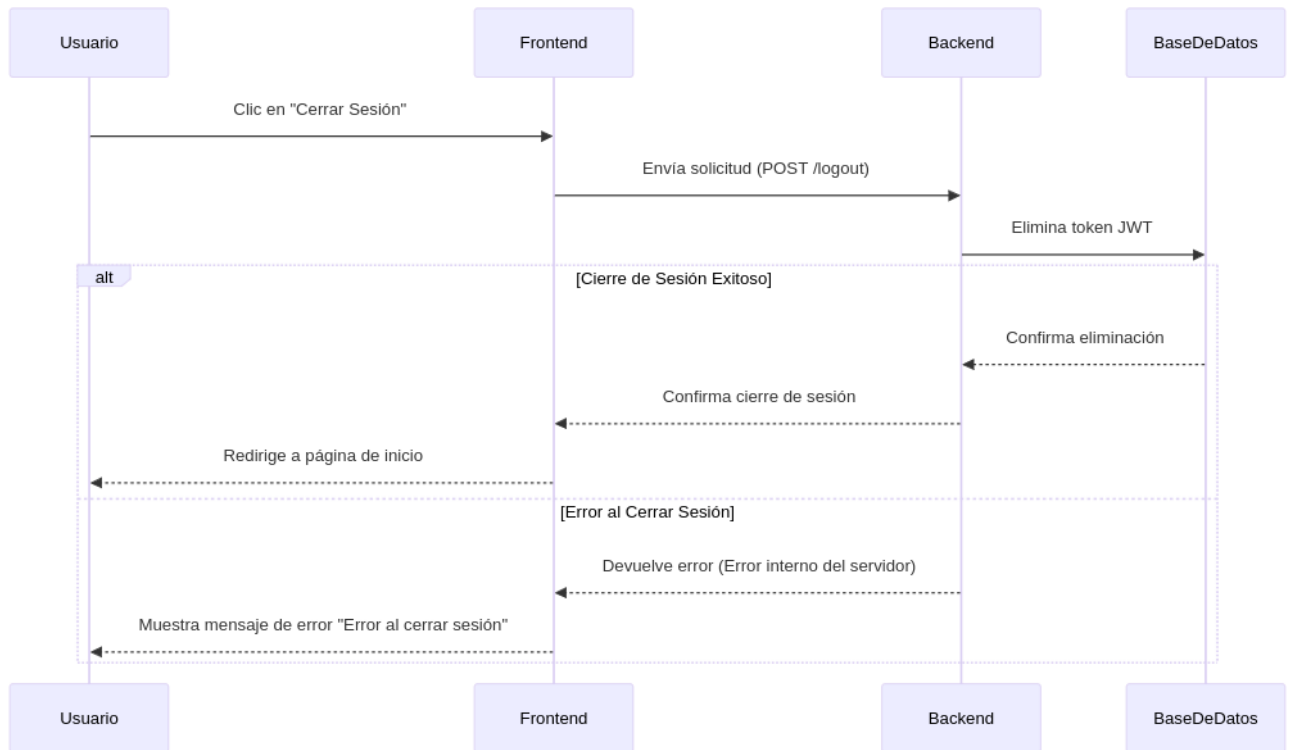 Usuario
Frontend
Backend
BaseDeDatos
Clic en "Cerrar Sesión"
Envía solicitud (POST /logout)
Elimina token JWT
alt
[Cierre de Sesión Exitoso]
Confirma eliminación
Confirma cierre de sesión
Redirige a página de inicio
[Error al Cerrar Sesión]
Devuelve error (Error interno del servidor)
Muestra mensaje de error "Error al cerrar sesión"
Usuario
Frontend
Backend
BaseDeDatos